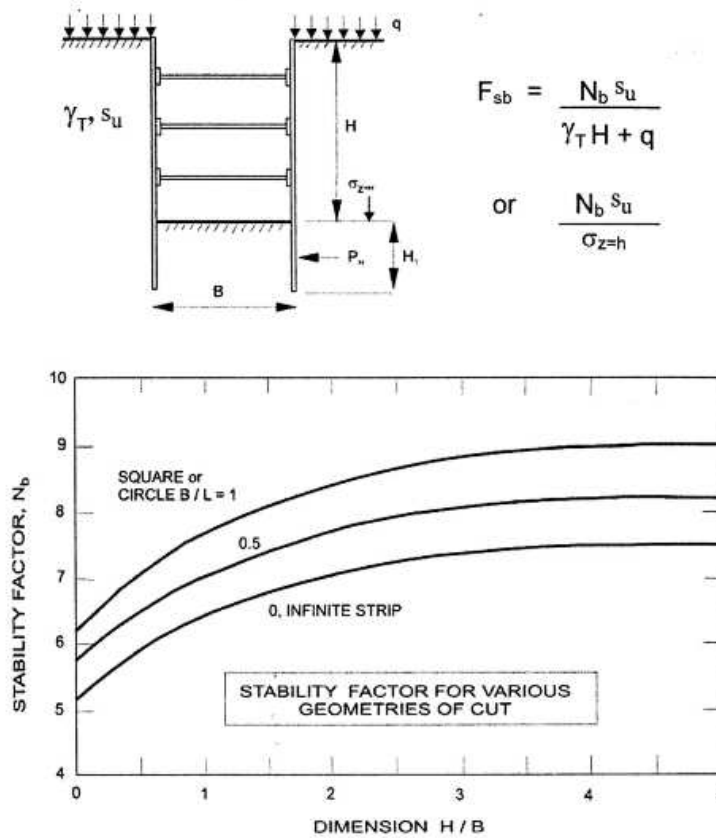 q
γT, su
H
σz=H
PH
H1
B
Fsb = Nb su / γT H + q
or Nb su / σz=h
10
9
8
7
6
5
4
STABILITY FACTOR, Nb
SQUARE or
CIRCLE B / L = 1
0.5
0, INFINITE STRIP
STABILITY FACTOR FOR VARIOUS
GEOMETRIES OF CUT
0 1 2 3 4 5
DIMENSION H / B